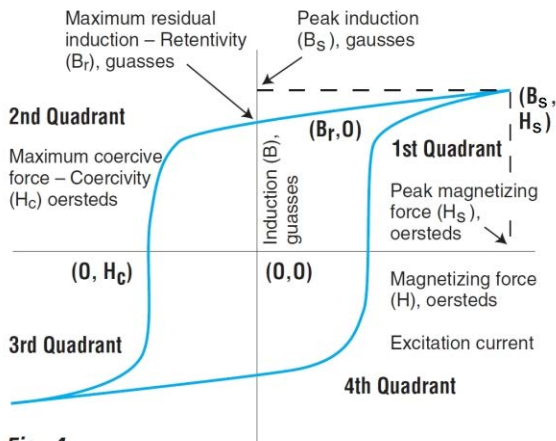 Maximum residual
induction – Retentivity
(Br), guasses
Peak induction
(Bs), gausses
(Bs,
Hs)
2nd Quadrant
(Br,0)
1st Quadrant
Maximum coercive
force – Coercivity
(Hc) oersteds
Induction (B),
guasses
Peak magnetizing
force (Hs),
oersteds
(0, Hc)
(0,0)
Magnetizing force
(H), oersteds
3rd Quadrant
Excitation current
4th Quadrant